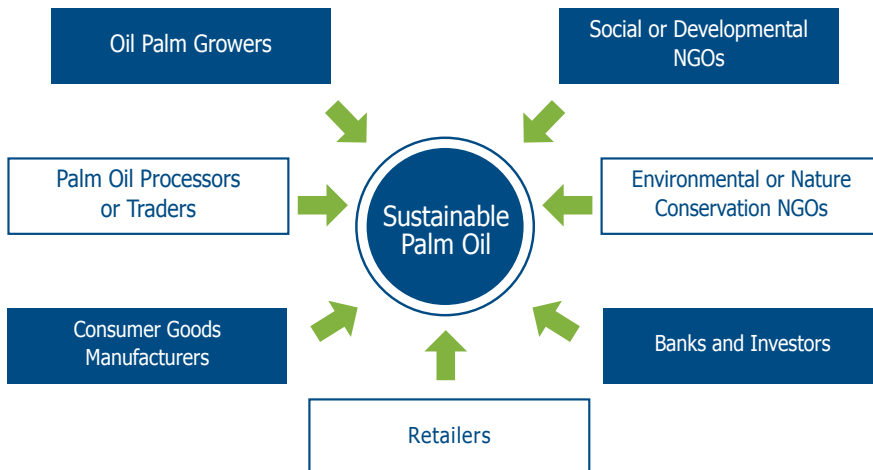 Oil Palm Growers
Social or Developmental
NGOs
Palm Oil Processors
or Traders
Sustainable
Palm Oil
Environmental or Nature
Conservation NGOs
Consumer Goods
Manufacturers
Banks and Investors
Retailers